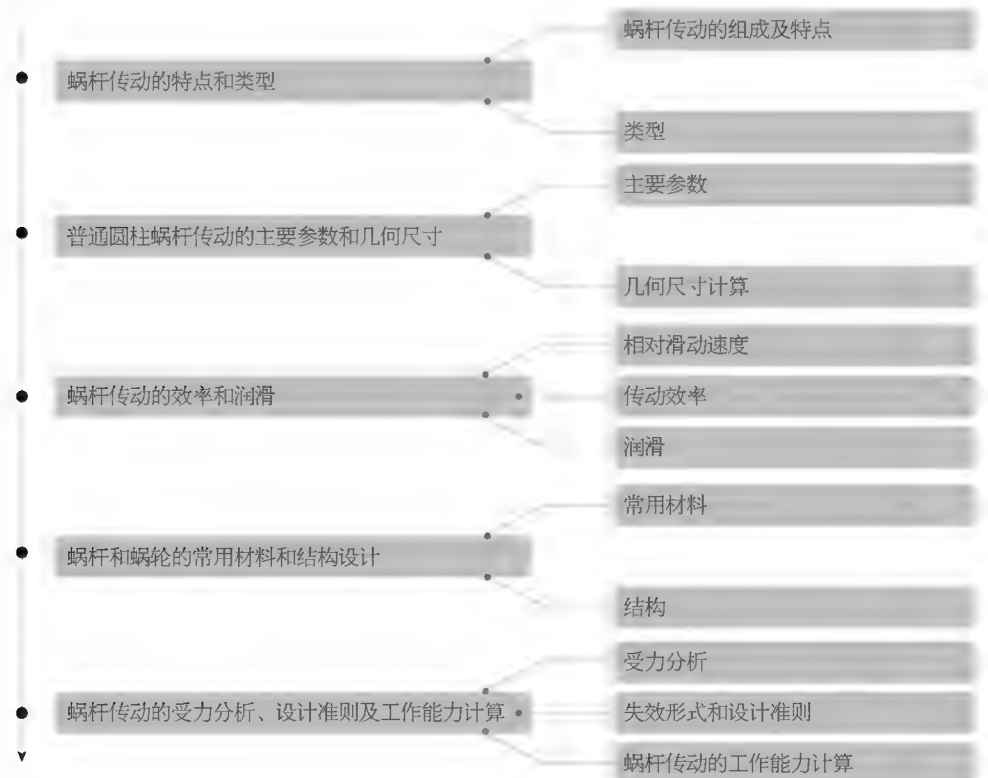 蜗杆传动的特点和类型
蜗杆传动的组成及特点
类型
普通圆柱蜗杆传动的主要参数和几何尺寸
主要参数
几何尺寸计算
蜗杆传动的效率和润滑
相对滑动速度
传动效率
润滑
蜗杆和蜗轮的常用材料和结构设计
常用材料
结构
蜗杆传动的受力分析、设计准则及工作能力计算
受力分析
失效形式和设计准则
蜗杆传动的工作能力计算